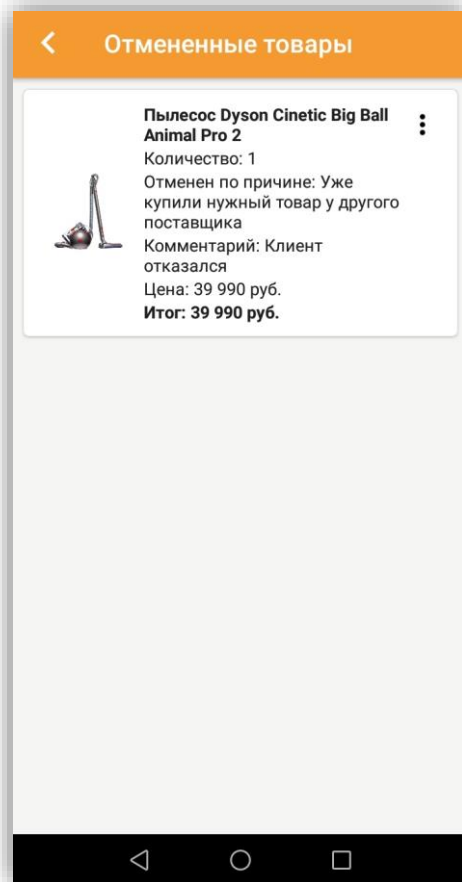 Отмененные товары
Пылесос Dyson Cinetic Big Ball
Animal Pro 2
Количество: 1
Отменен по причине: Уже
купили нужный товар у другого
поставщика
Комментарий: Клиент
отказался
Цена: 39 990 руб.
Итог: 39 990 руб.